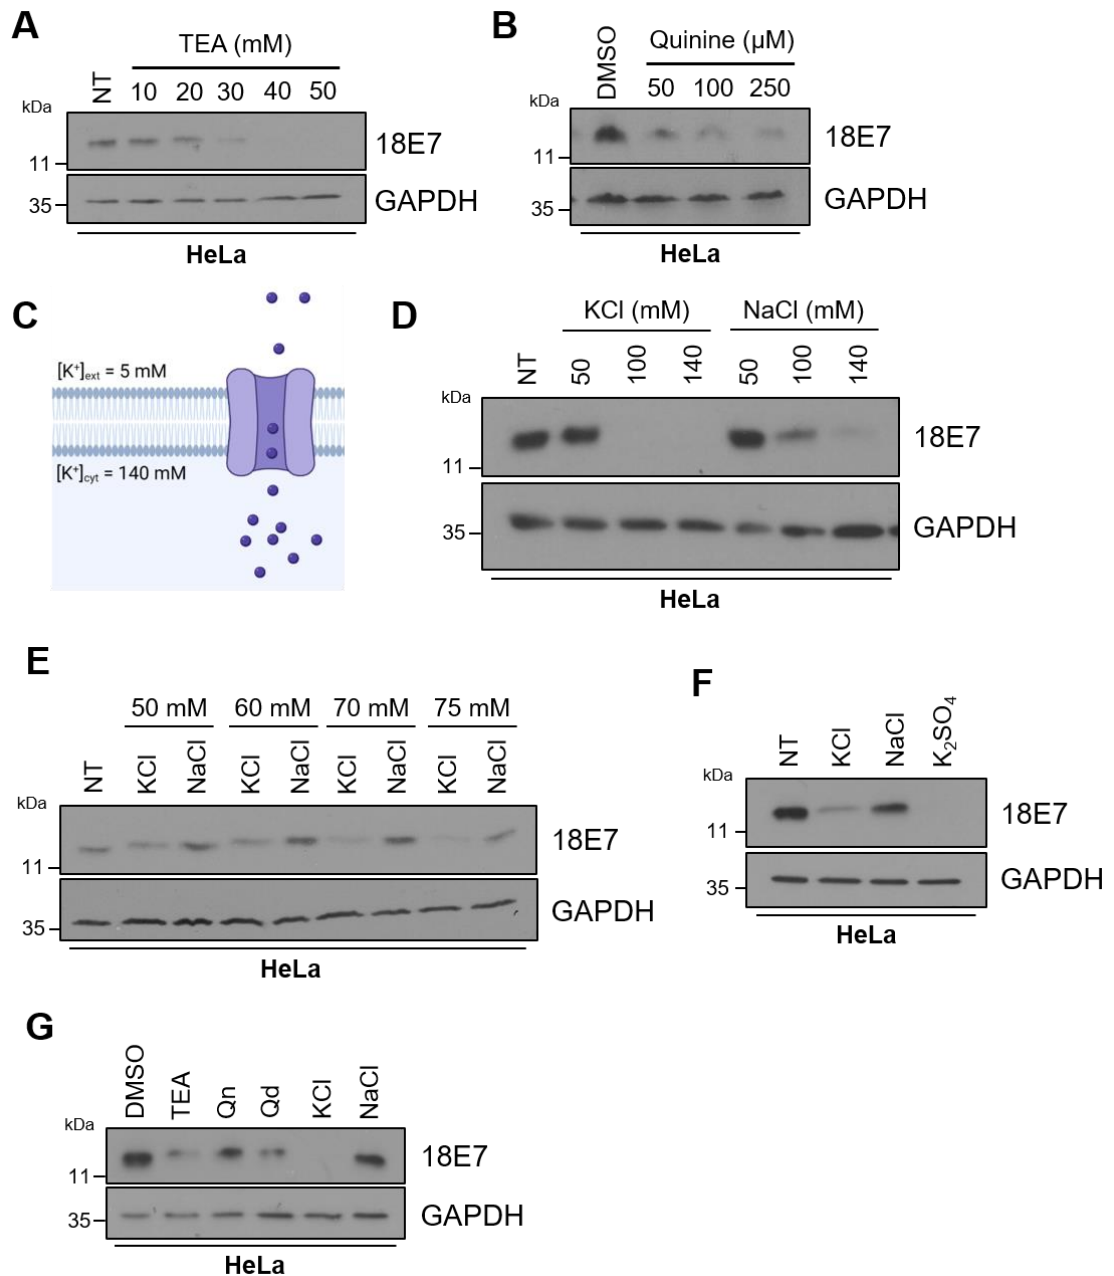 A
TEA (mM)
NT 10 20 30 40 50
kDa
18E7
11
35
GAPDH
HeLa
B
DMSO
Quinine (µM)
50 100 250
kDa
18E7
11
35
GAPDH
HeLa
C
[K⁺]ext = 5 mM
[K⁺]cyt = 140 mM
D
KCl (mM) NaCl (mM)
NT 50 100 140 50 100 140
kDa
18E7
11
35
GAPDH
HeLa
E
50 mM 60 mM 70 mM 75 mM
NT KCl NaCl KCl NaCl KCl NaCl KCl NaCl
kDa
18E7
11
35
GAPDH
HeLa
F
NT KCl NaCl K₂SO₄
kDa
18E7
11
35
GAPDH
HeLa
G
DMSO TEA Qn Qd KCl NaCl
kDa
18E7
11
35
GAPDH
HeLa